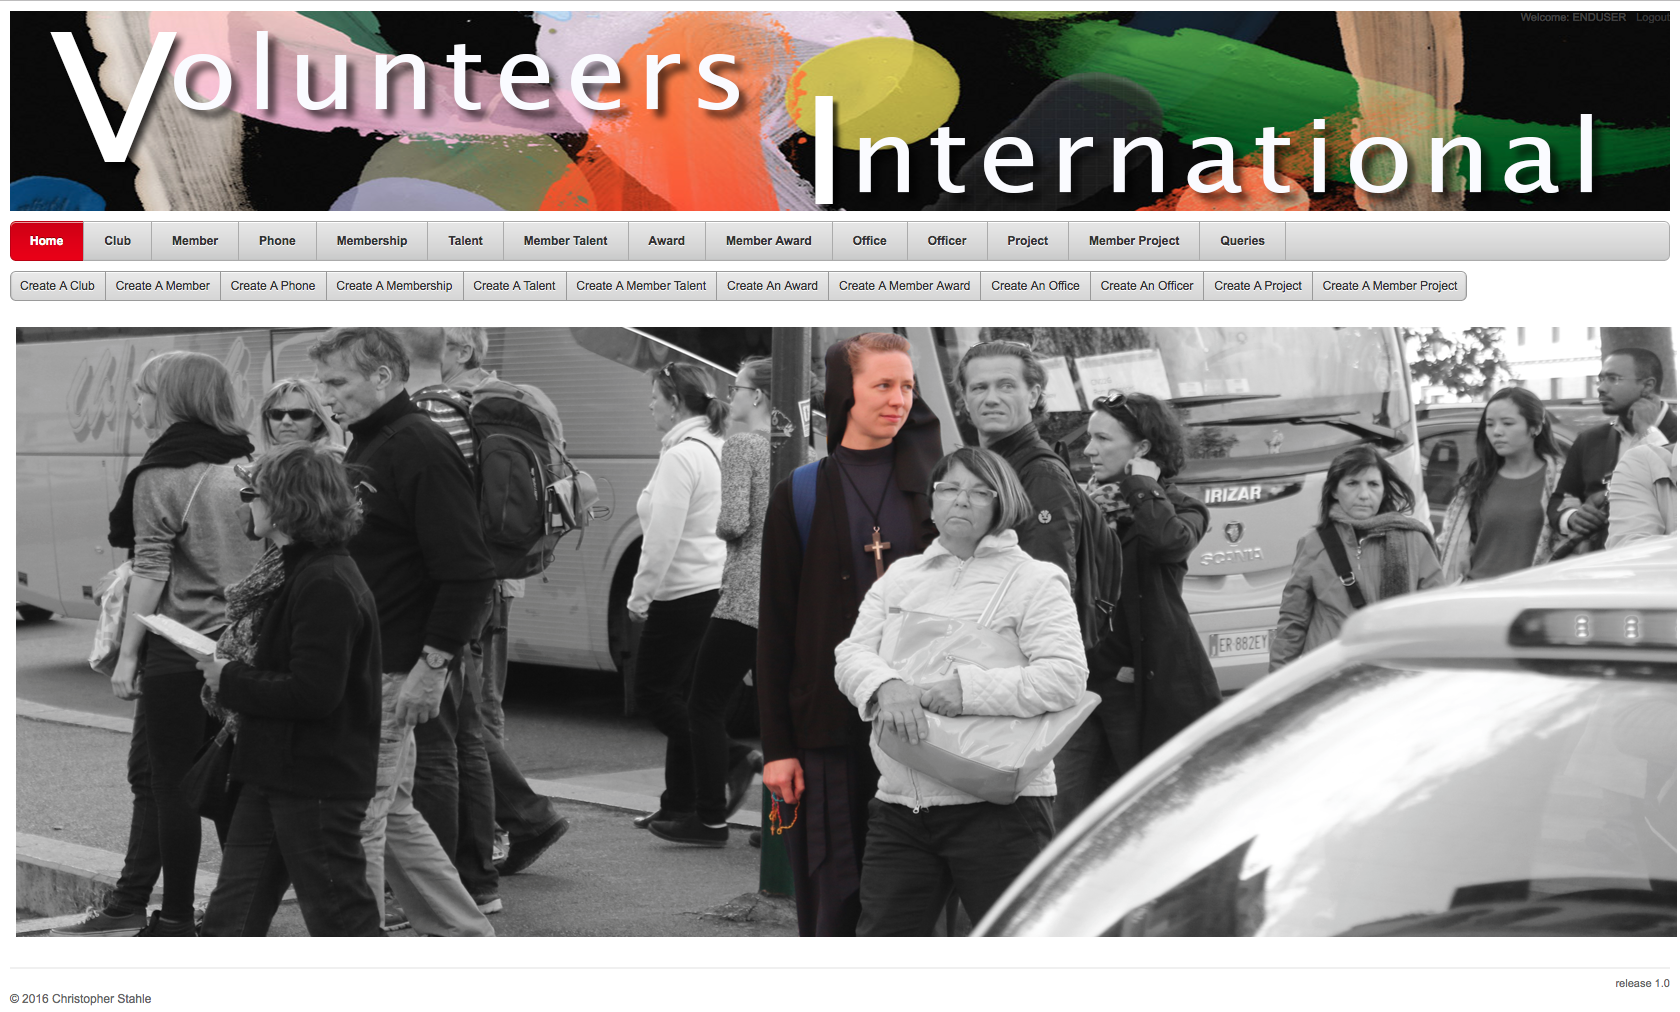 Welcome: ENDUSER Logout
Volunteers
International
Home Club Member Phone Membership Talent Member Talent Award Member Award Office Officer Project Member Project Queries
Create A Club Create A Member Create A Phone Create A Membership Create A Talent Create A Member Talent Create An Award Create A Member Award Create An Office Create An Officer Create A Project Create A Member Project
IRIZAR
SCANIA
ER·882EY
release 1.0
© 2016 Christopher Stahle